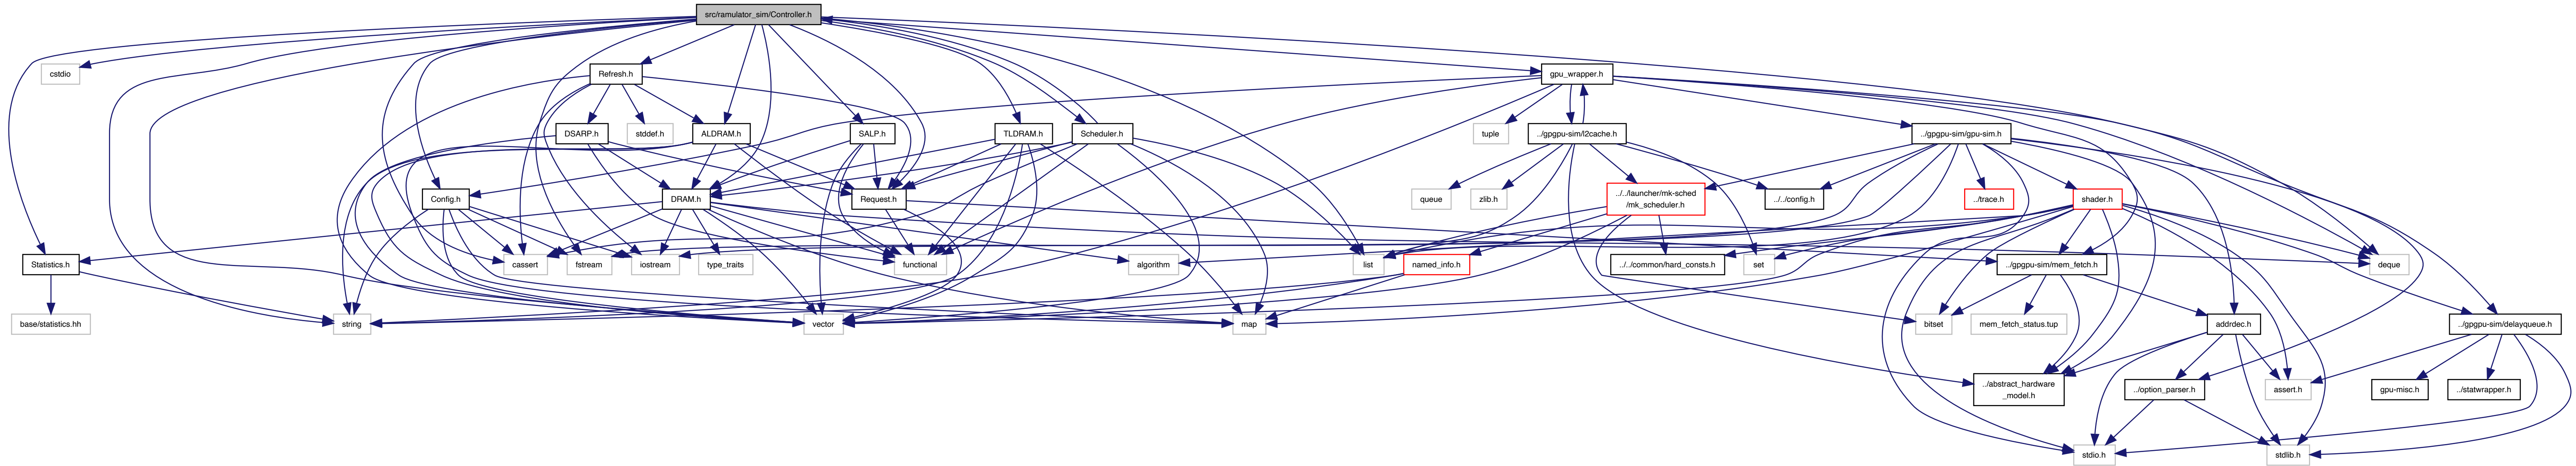 src/ramulator_sim/Controller.h
cstdio
Refresh.h
gpu_wrapper.h
DSARP.h
stddef.h
ALDRAM.h
SALP.h
TLDRAM.h
Scheduler.h
tuple
../gpgpu-sim/l2cache.h
../gpgpu-sim/gpu-sim.h
Config.h
DRAM.h
Request.h
queue
zlib.h
../../launcher/mk-sched
/mk_scheduler.h
../../config.h
../trace.h
shader.h
Statistics.h
cassert
fstream
iostream
type_traits
functional
algorithm
list
named_info.h
../../common/hard_consts.h
set
../gpgpu-sim/mem_fetch.h
deque
base/statistics.hh
string
vector
map
bitset
mem_fetch_status.tup
addrdec.h
../gpgpu-sim/delayqueue.h
../abstract_hardware
_model.h
../option_parser.h
assert.h
gpu-misc.h
../statwrapper.h
stdio.h
stdlib.h